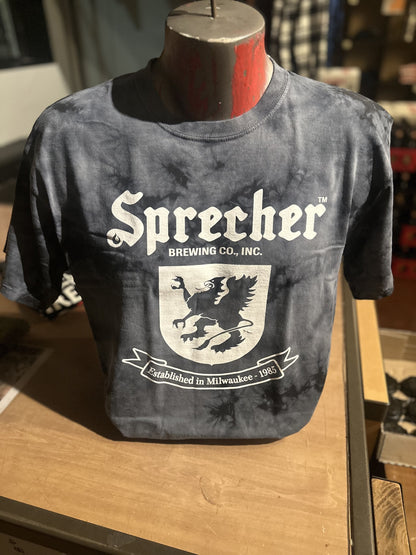 Sprecher™
BREWING CO., INC.
Established in Milwaukee - 1985